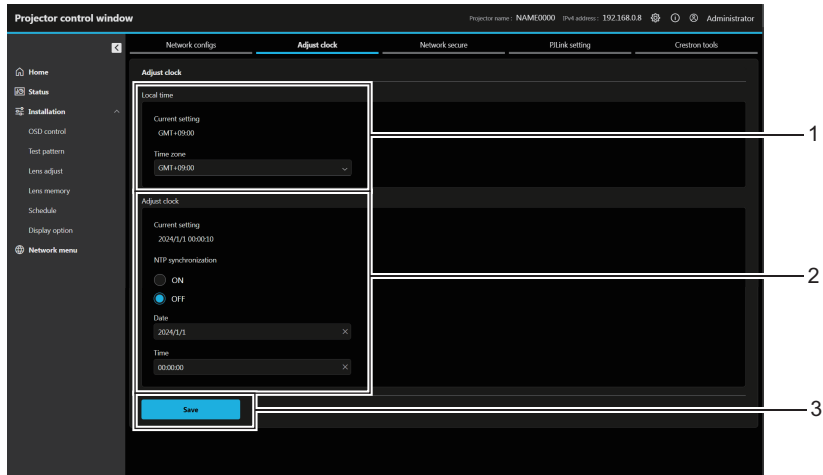 Projector control window
Projector name : NAME0000 IPv4 address : 192.168.0.8 Administrator
Network configs Adjust clock Network secure PJLink setting Crestron tools
Home
Status
Installation
OSD control
Test pattern
Lens adjust
Lens memory
Schedule
Display option
Network menu
Adjust clock
Local time
Current setting
GMT+09:00
Time zone
GMT+09:00
1
Adjust clock
Current setting
2024/1/1 00:00:10
NTP synchronization
ON
OFF
Date
2024/1/1
Time
00:00:00
2
Save
3